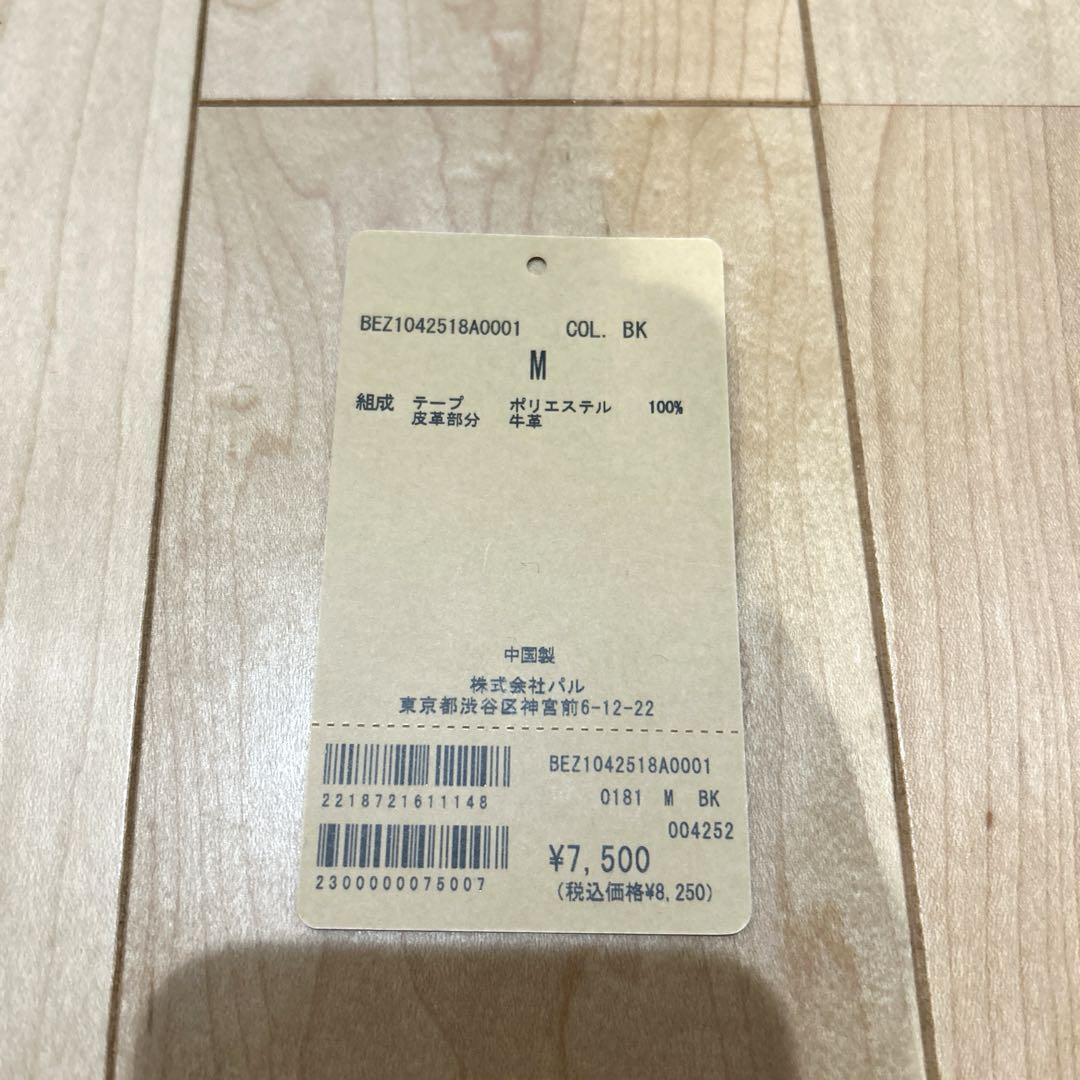 BEZ1042518A0001 COL. BK
M
組成 テープ ポリエステル 100%
皮革部分 牛革
中国製
株式会社パル
東京都渋谷区神宮前6-12-22
BEZ1042518A0001
2218721611148
0181 M BK
004252
¥7,500
2300000075007
(税込価格¥8,250)